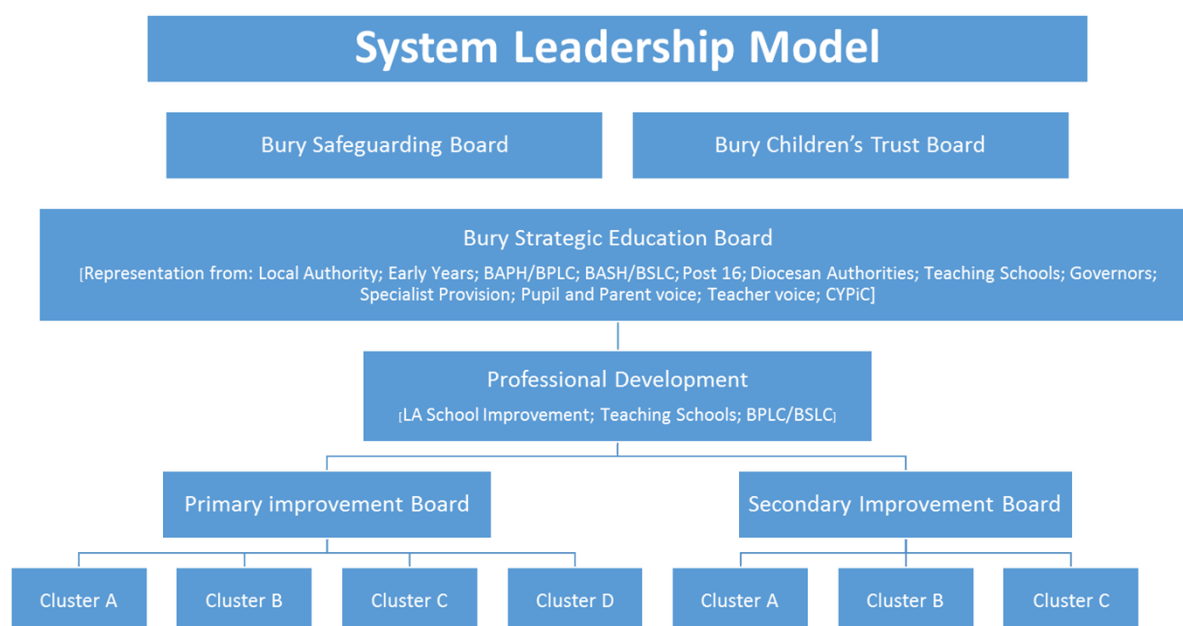 System Leadership Model
Bury Safeguarding Board
Bury Children’s Trust Board
Bury Strategic Education Board
[Representation from: Local Authority; Early Years; BAPH/BPLC; BASH/BSLC; Post 16; Diocesan Authorities; Teaching Schools; Governors;
Specialist Provision; Pupil and Parent voice; Teacher voice; CYPiC]
Professional Development
[LA School Improvement; Teaching Schools; BPLC/BSLC]
Primary improvement Board
Secondary Improvement Board
Cluster A
Cluster B
Cluster C
Cluster D
Cluster A
Cluster B
Cluster C